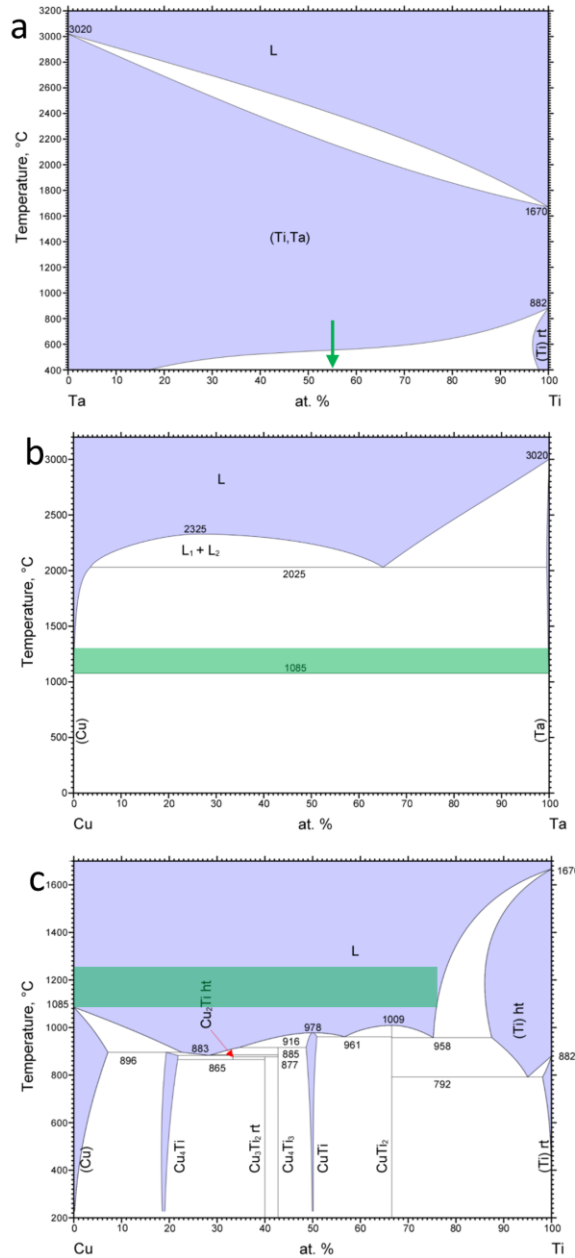 a
3200
3000
3020
2800
2600
2400
2200
2000
1800
1600
1400
1200
1000
800
600
400
L
1670
(Ti,Ta)
882
(Ti) rt
0 10 20 30 40 50 60 70 80 90 100
Ta at. % Ti
Temperature, °C
b
3000
2500
2000
1500
1000
500
0
3020
L
2325
L₁ + L₂
2025
1085
(Cu)
(Ta)
0 10 20 30 40 50 60 70 80 90 100
Cu at. % Ta
Temperature, °C
c
1600
1400
1200
1085
1000
800
600
400
200
1670
L
Cu₂Ti ht
(Ti) ht
978
1009
916
883
885
961
958
896
865
877
882
792
(Cu)
Cu₄Ti
Cu₃Ti₂ rt
Cu₄Ti₃
CuTi
CuTi₂
(Ti) rt
0 10 20 30 40 50 60 70 80 90 100
Cu at. % Ti
Temperature, °C